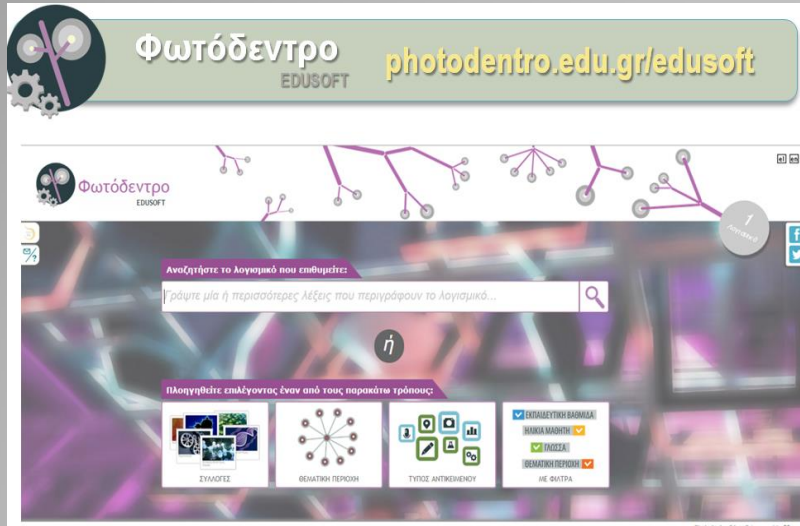 Φωτόδεντρο
EDUSOFT
photodentro.edu.gr/edusoft
Φωτόδεντρο
EDUSOFT
el en
1
Αναζητήστε το λογισμικό που επιθυμείτε:
Γράψτε μία ή περισσότερες λέξεις που περιγράφουν το λογισμικό...
ή
Πλοηγηθείτε επιλέγοντας έναν από τους παρακάτω τρόπους:
ΕΚΠΑΙΔΕΥΤΙΚΗ ΒΑΘΜΙΔΑ
ΗΛΙΚΙΑ ΜΑΘΗΤΗ
ΓΛΩΣΣΑ
ΘΕΜΑΤΙΚΗ ΠΕΡΙΟΧΗ
ΣΥΛΛΟΓΕΣ
ΘΕΜΑΤΙΚΗ ΠΕΡΙΟΧΗ
ΤΥΠΟΣ ΑΝΤΙΚΕΙΜΕΝΟΥ
ΜΕ ΦΙΛΤΡΑ